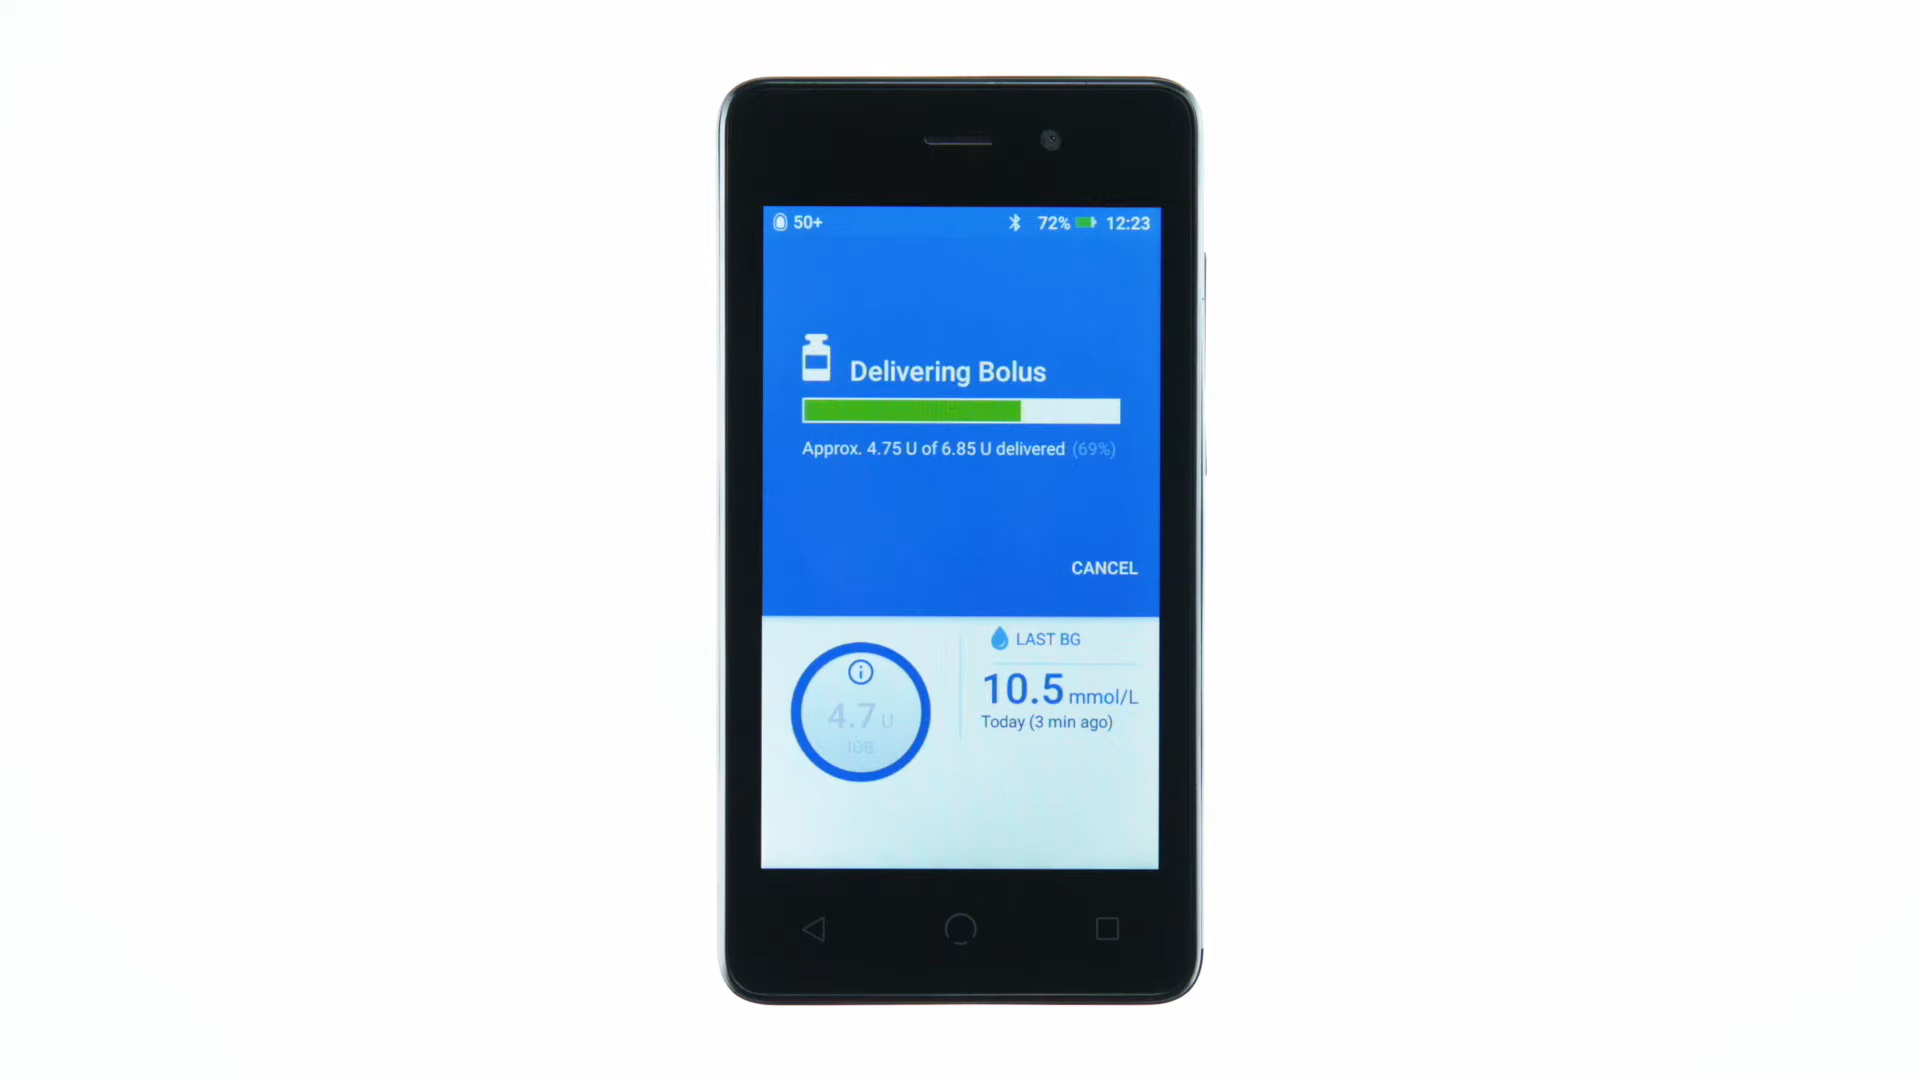 50+ 72% 12:23
Delivering Bolus
Approx. 4.75 U of 6.85 U delivered (69%)
CANCEL
LAST BG
10.5 mmol/L
Today (3 min ago)
4.7 U
IOB